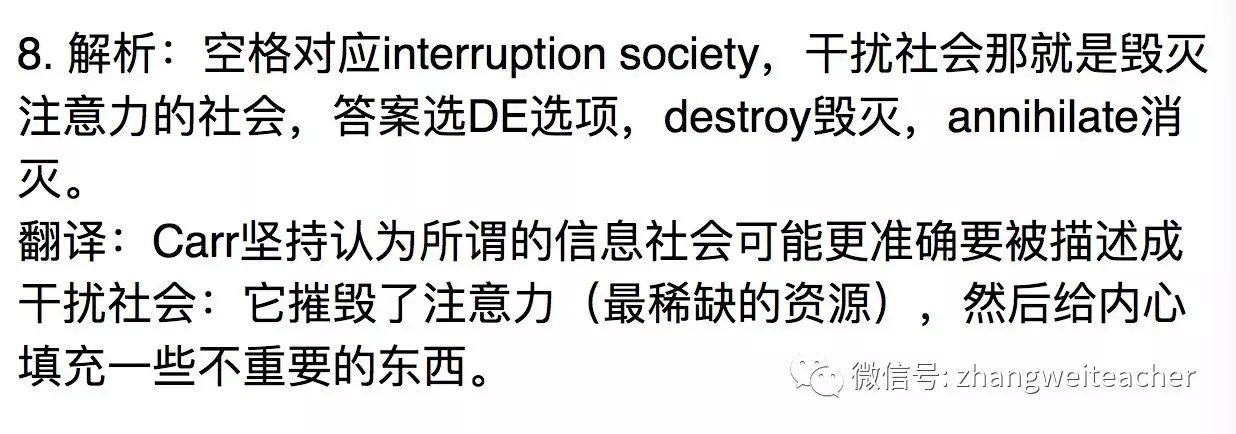 8. 解析：空格对应interruption society，干扰社会那就是毁灭
注意力的社会，答案选DE选项，destroy毁灭，annihilate消
灭。
翻译：Carr坚持认为所谓的信息社会可能更准确要被描述成
干扰社会：它摧毁了注意力（最稀缺的资源），然后给内心
填充一些不重要的东西。
微信号: zhangweiteacher